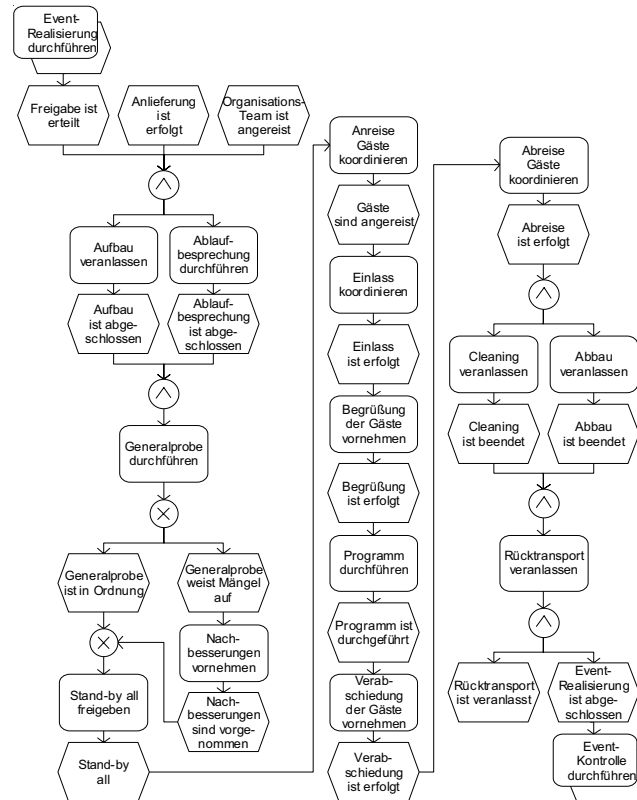 Event-
Realisierung
durchführen
Freigabe ist
erteilt
Anlieferung
ist
erfolgt
Organisations-
Team ist
angereist
Aufbau
veranlassen
Ablauf-
besprechung
durchführen
Aufbau
ist abge-
schlossen
Ablauf-
besprechung
ist abge-
schlossen
Generalprobe
durchführen
Generalprobe
ist in Ordnung
Generalprobe
weist Mängel
auf
Nach-
besserungen
vornehmen
Stand-by all
freigeben
Nach-
besserungen
sind vorge-
nommen
Stand-by
all
Anreise
Gäste
koordinieren
Gäste
sind angereist
Einlass
koordinieren
Einlass
ist erfolgt
Begrüßung
der Gäste
vornehmen
Begrüßung
ist erfolgt
Programm
durchführen
Programm ist
durchgeführt
Verab-
schiedung
der Gäste
vornehmen
Verab-
schiedung
ist erfolgt
Abreise
Gäste
koordinieren
Abreise
ist erfolgt
Cleaning
veranlassen
Abbau
veranlassen
Cleaning
ist beendet
Abbau
ist beendet
Rücktransport
veranlassen
Rücktransport
ist veranlasst
Event-
Realisierung
ist abge-
schlossen
Event-
Kontrolle
durchführen